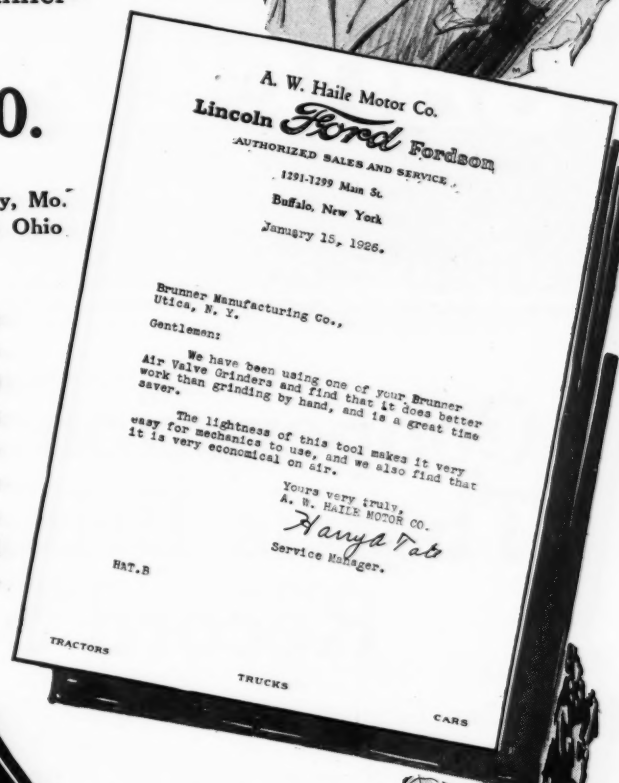 O.
y, Mo.
Ohio
A. W. Haile Motor Co.
Lincoln Ford Fordson
AUTHORIZED SALES AND SERVICE
1291-1299 Main St.
Buffalo, New York
January 15, 1926.
Brunner Manufacturing Co.,
Utica, N. Y.
Gentlemen:
We have been using one of your Brunner
Air Valve Grinders and find that it does better
work than grinding by hand, and is a great time
saver.
The lightness of this tool makes it very
easy for mechanics to use, and we also find that
it is very economical on air.
Yours very truly,
A. W. HAILE MOTOR CO.
Harry A Tate
Service Manager.
HAT.B
TRACTORS
TRUCKS
CARS